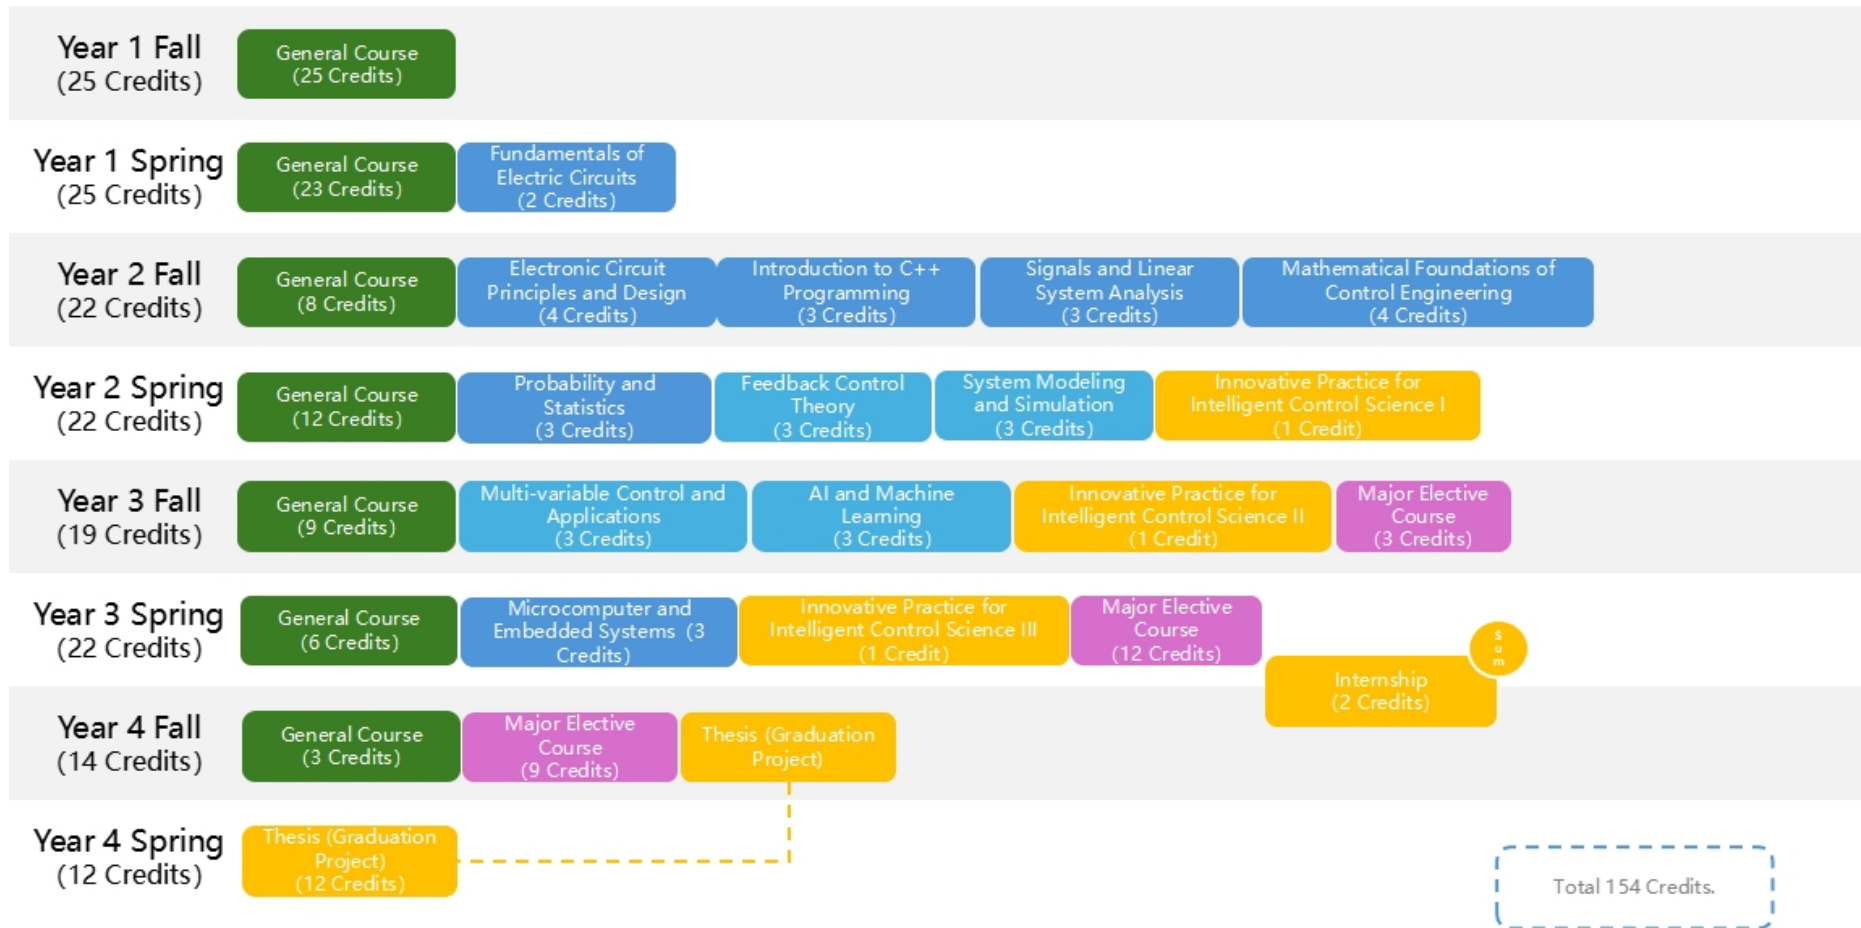 Year 1 Fall
(25 Credits)
General Course
(25 Credits)
Year 1 Spring
(25 Credits)
General Course
(23 Credits)
Fundamentals of
Electric Circuits
(2 Credits)
Year 2 Fall
(22 Credits)
General Course
(8 Credits)
Electronic Circuit
Principles and Design
(4 Credits)
Introduction to C++
Programming
(3 Credits)
Signals and Linear
System Analysis
(3 Credits)
Mathematical Foundations of
Control Engineering
(4 Credits)
Year 2 Spring
(22 Credits)
General Course
(12 Credits)
Probability and
Statistics
(3 Credits)
Feedback Control
Theory
(3 Credits)
System Modeling
and Simulation
(3 Credits)
Innovative Practice for
Intelligent Control Science I
(1 Credit)
Year 3 Fall
(19 Credits)
General Course
(9 Credits)
Multi-variable Control and
Applications
(3 Credits)
AI and Machine
Learning
(3 Credits)
Innovative Practice for
Intelligent Control Science II
(1 Credit)
Major Elective
Course
(3 Credits)
Year 3 Spring
(22 Credits)
General Course
(6 Credits)
Microcomputer and
Embedded Systems (3
Credits)
Innovative Practice for
Intelligent Control Science III
(1 Credit)
Major Elective
Course
(12 Credits)
Sum
Internship
(2 Credits)
Year 4 Fall
(14 Credits)
General Course
(3 Credits)
Major Elective
Course
(9 Credits)
Thesis (Graduation
Project)
Year 4 Spring
(12 Credits)
Thesis (Graduation
Project)
(12 Credits)
Total 154 Credits.